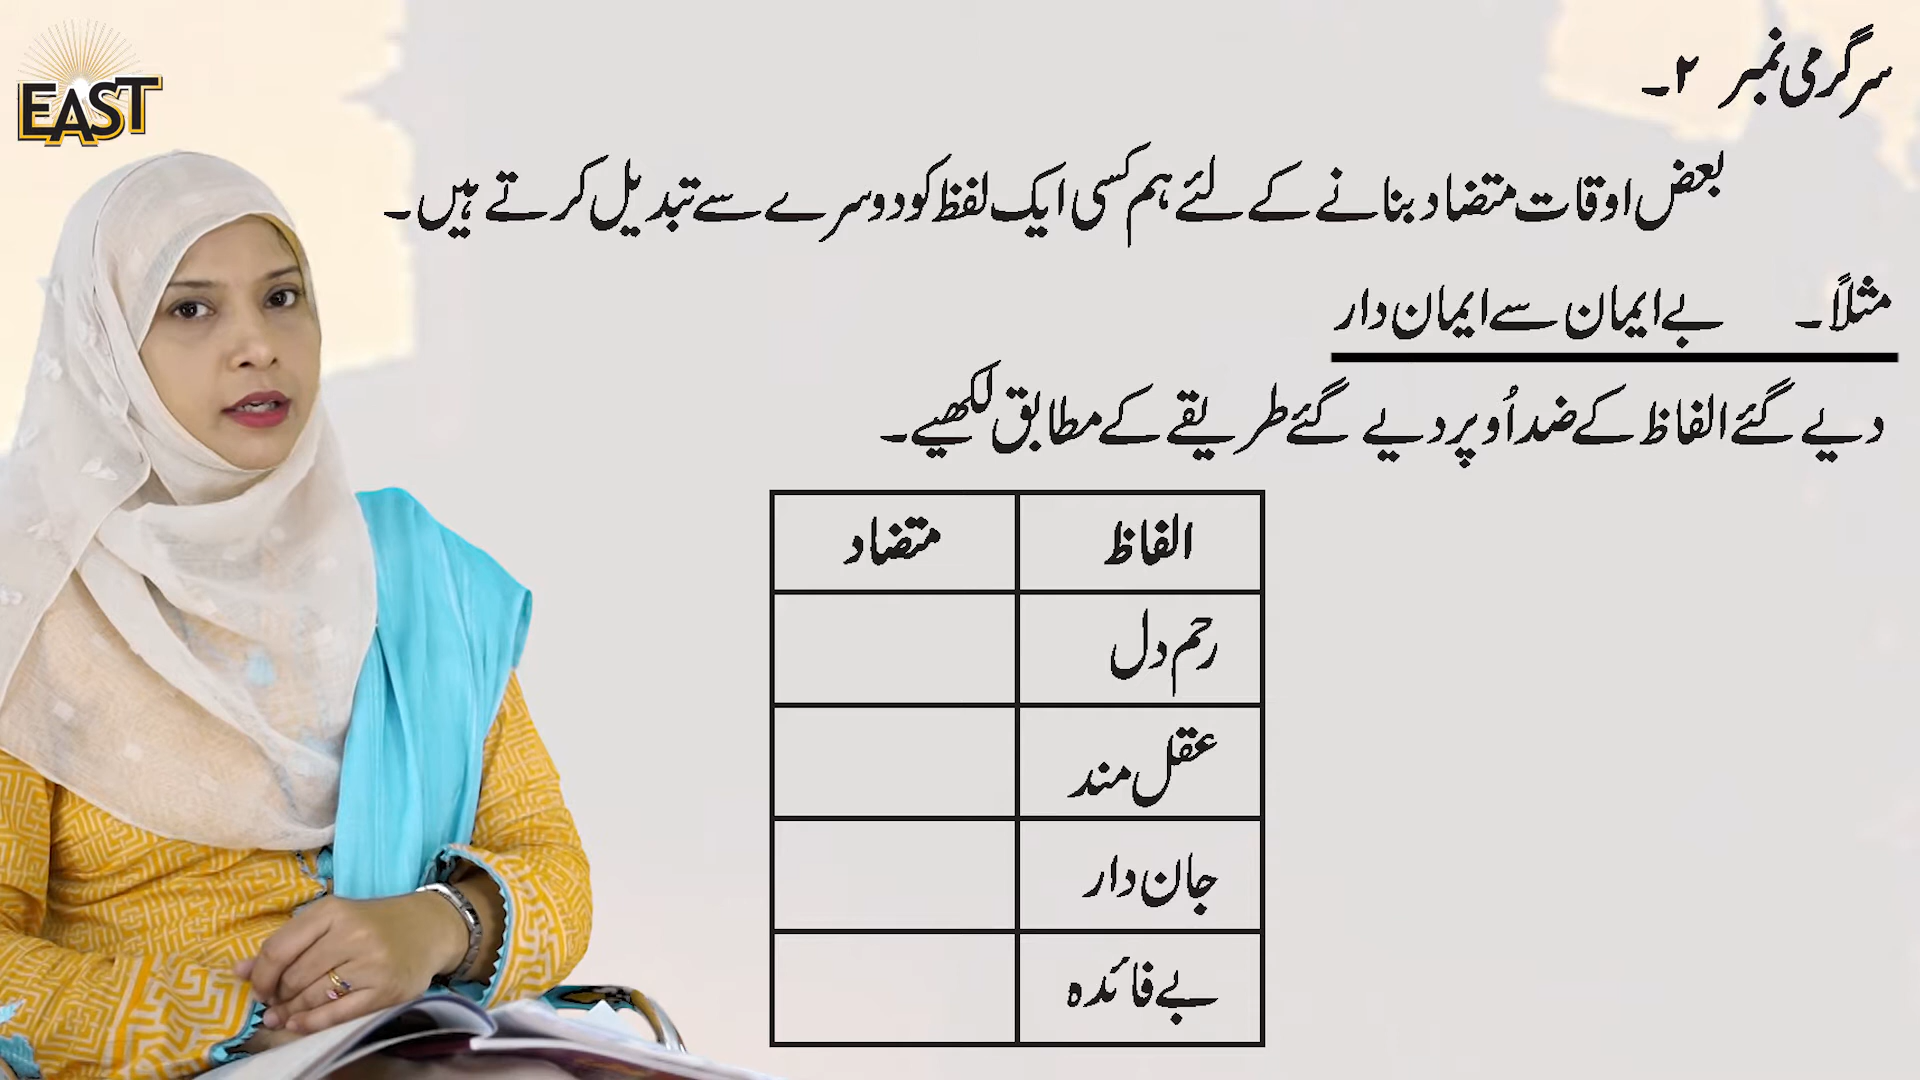 EAST
سرگرمی نمبر ۲۔
بعض اوقات متضاد بنانے کے لئے ہم کسی ایک لفظ کو دوسرے سے تبدیل کرتے ہیں۔
مثلاً۔ بے ایمان سے ایمان دار
دیے گئے الفاظ کے ضد اُوپر دیے گئے طریقے کے مطابق لکھیے۔
الفاظ متضاد
رحم دل
عقل مند
جان دار
بے فائدہ